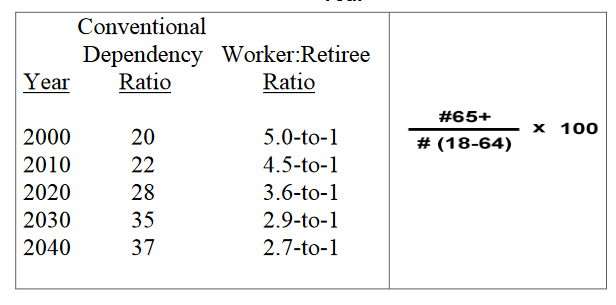 Conventional
Dependency Worker:Retiree
Year Ratio Ratio
2000 20 5.0-to-1
2010 22 4.5-to-1
2020 28 3.6-to-1
2030 35 2.9-to-1
2040 37 2.7-to-1
#65+
# (18-64)
x 100